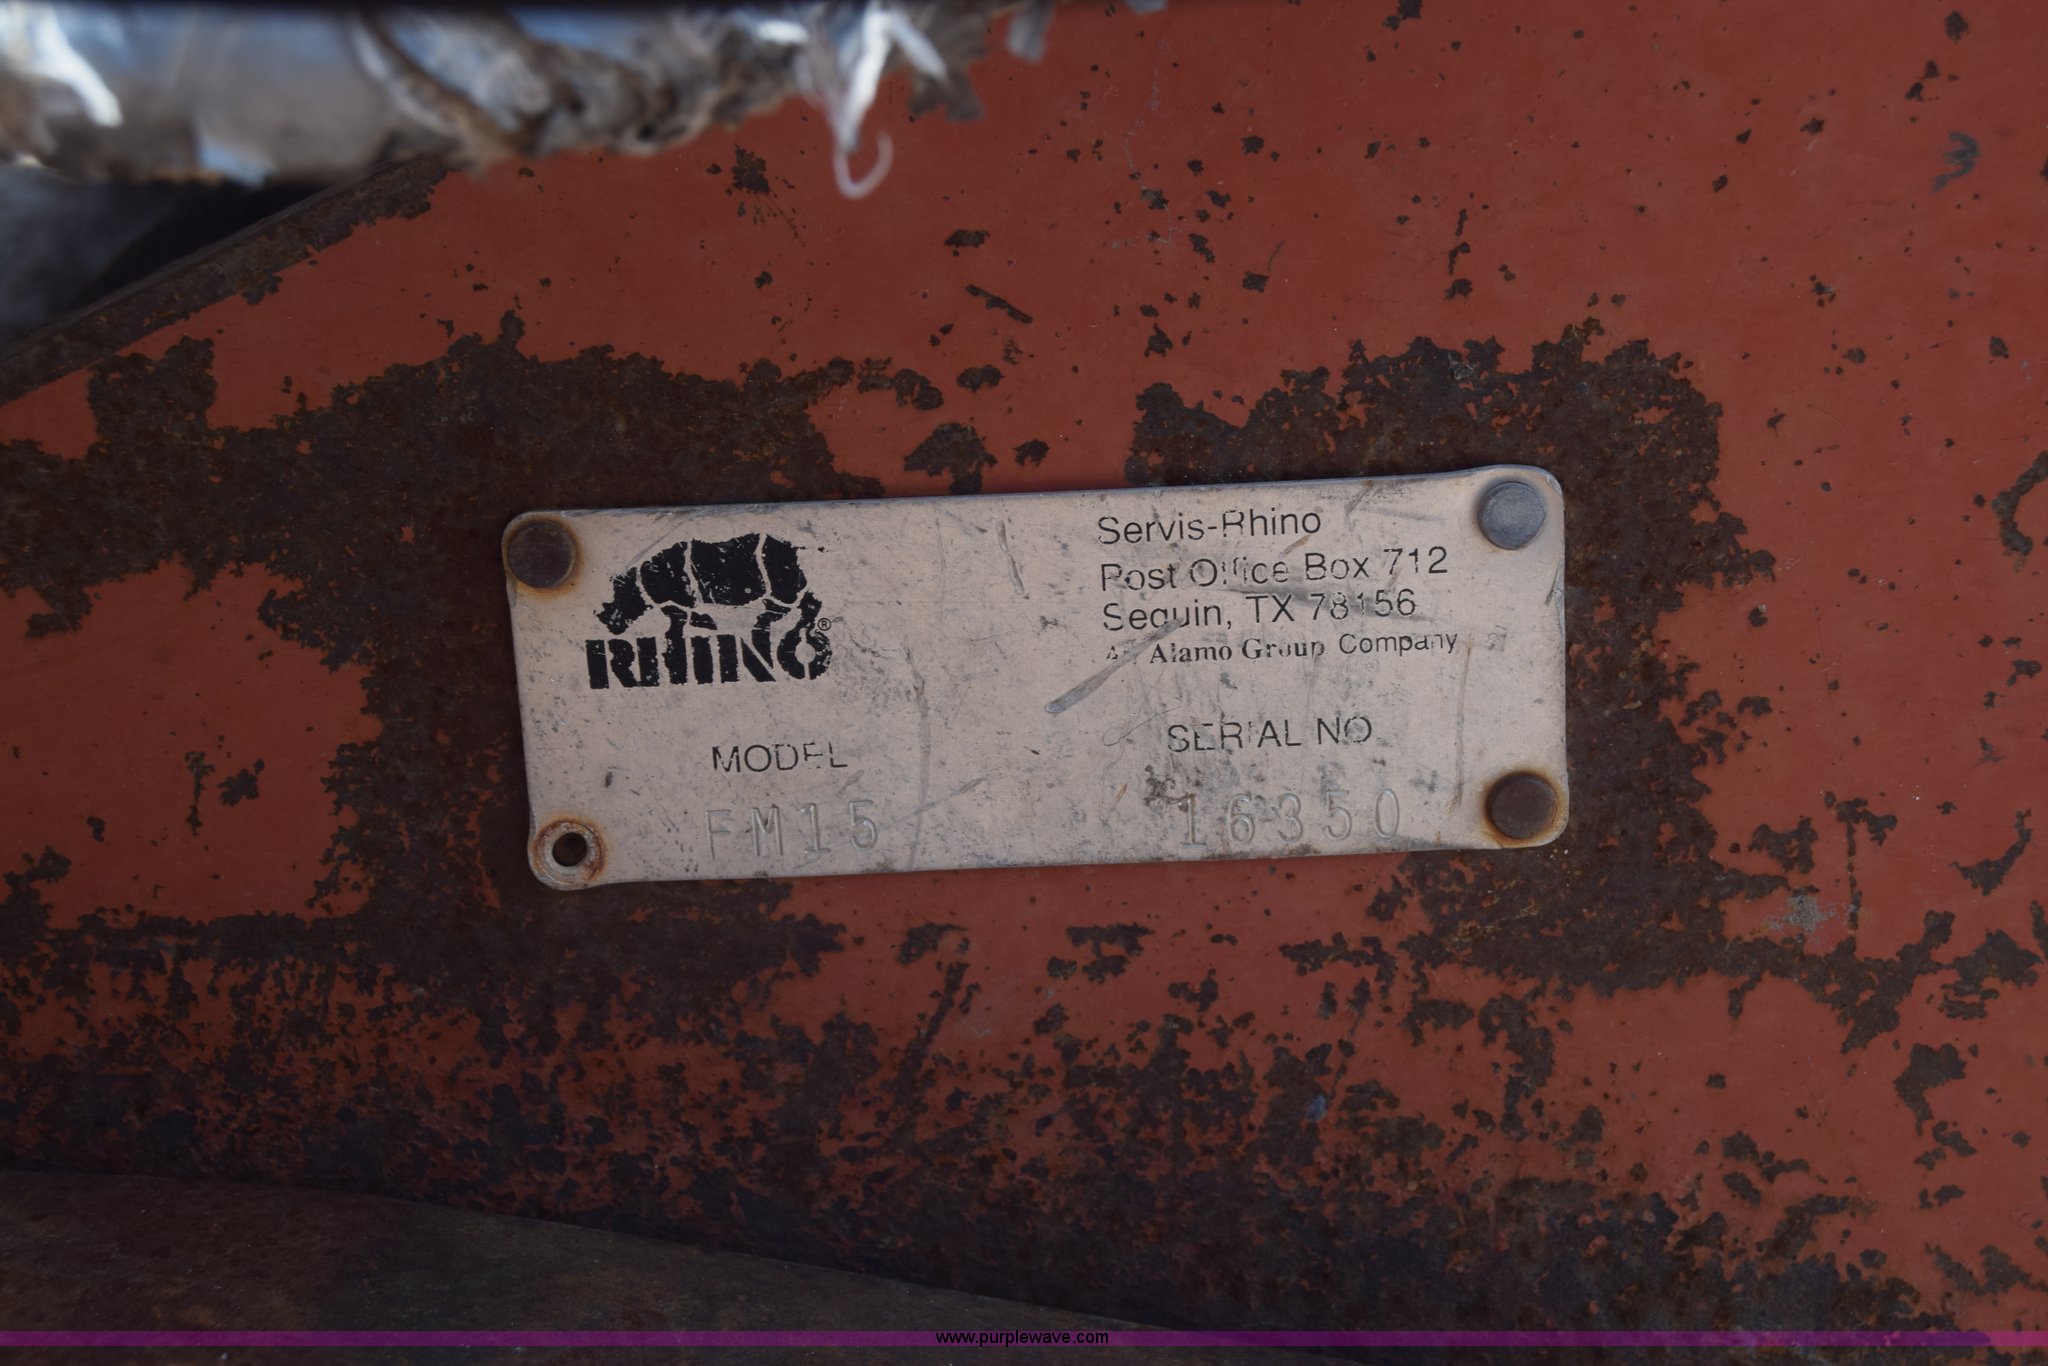 RHINO®
Servis-Rhino
Post Office Box 712
Seguin, TX 78156
An Alamo Group Company
MODEL
SERIAL NO
FM15
16350
www.purplewave.com